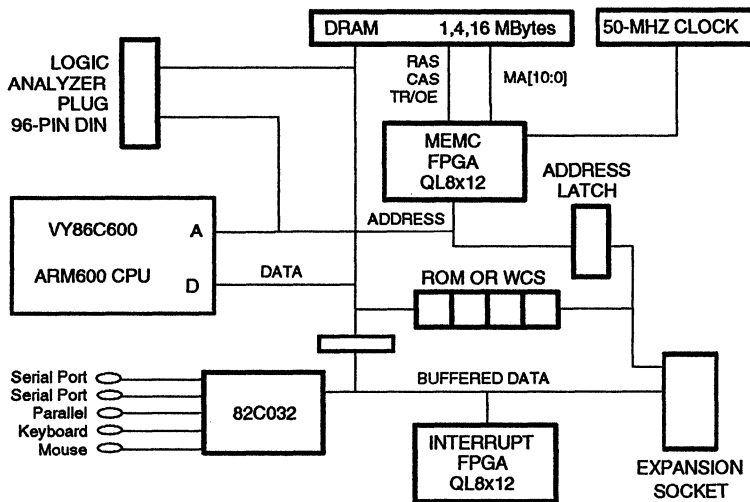 DRAM 1,4,16 MBytes
50-MHZ CLOCK
LOGIC
ANALYZER
PLUG
96-PIN DIN
RAS
CAS
TR/OE
MA[10:0]
MEMC
FPGA
QL8x12
ADDRESS
LATCH
VY86C600 A
ARM600 CPU D
ADDRESS
DATA
ROM OR WCS
Serial Port
Serial Port
Parallel
Keyboard
Mouse
82C032
BUFFERED DATA
INTERRUPT
FPGA
QL8x12
EXPANSION
SOCKET